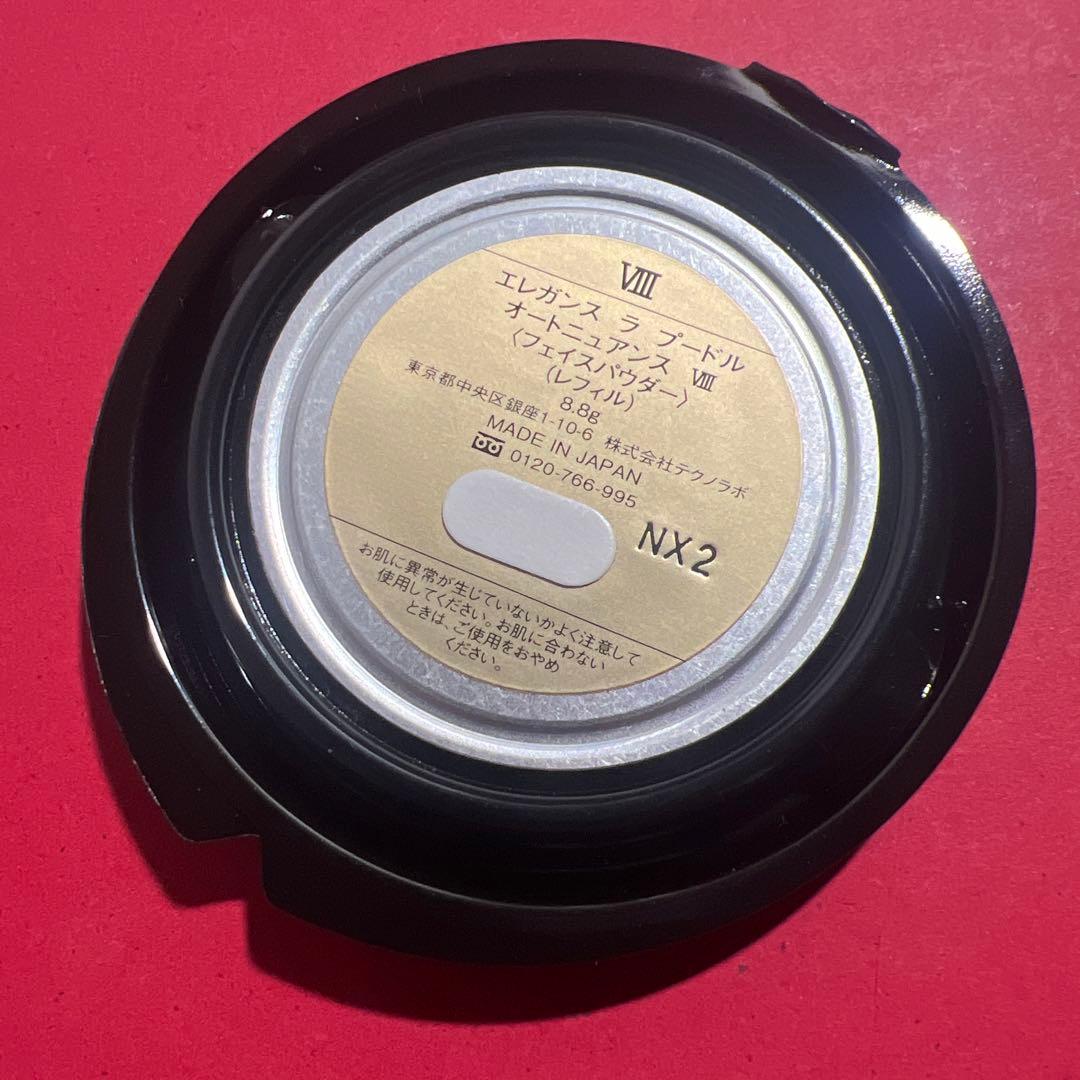 Ⅷ
エレガンス ラ プードル
オートニュアンス Ⅷ
〈フェイスパウダー〉
(レフィル)
8.8g
東京都中央区銀座1-10-6 株式会社テクノラボ
MADE IN JAPAN
0120-766-995
NX2
お肌に異常が生じていないかよく注意して
使用してください。お肌に合わない
ときは、ご使用をおやめ
ください。